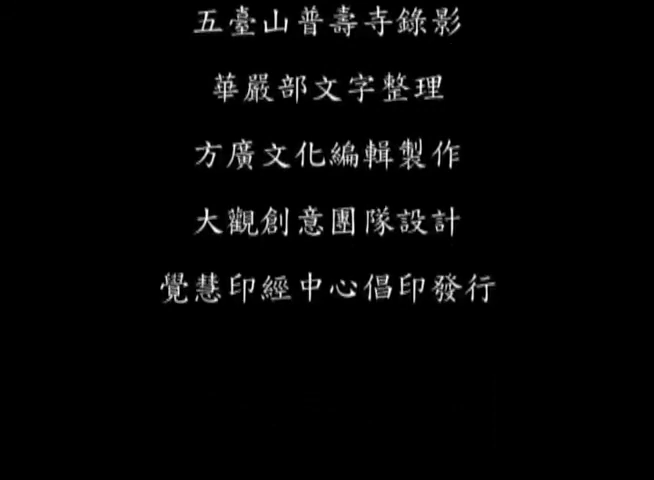 五臺山普壽寺錄影
華嚴部文字整理
方廣文化編輯製作
大觀創意團隊設計
覺慧印經中心倡印發行